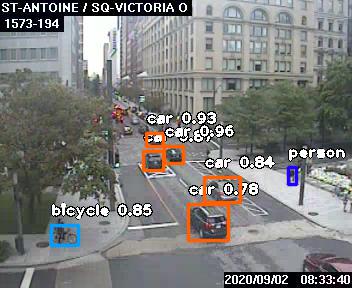 ST-ANTOINE / SQ-VICTORIA O
1573-194
car 0.93
car 0.96
car 0.84
person
car 0.78
bicycle 0.85
2020/09/02 08:33:40